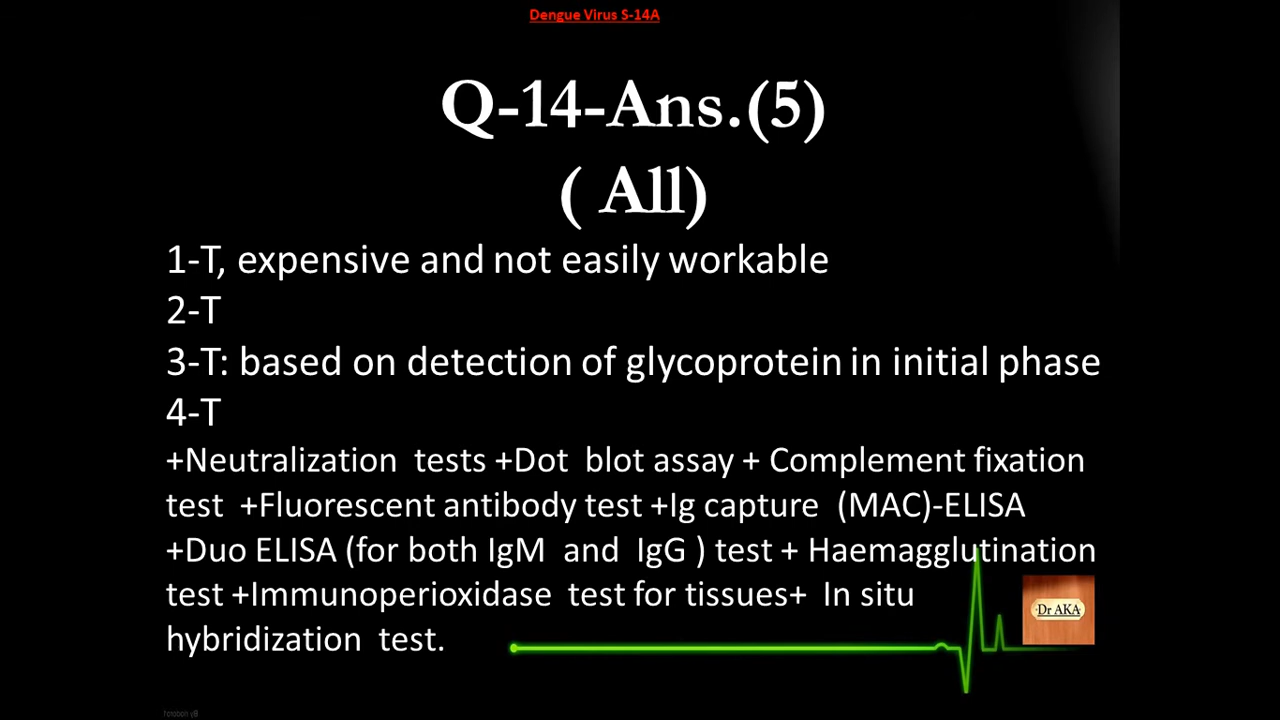 Dengue Virus S-14A
Q-14-Ans.(5)
( All)
1-T, expensive and not easily workable
2-T
3-T: based on detection of glycoprotein in initial phase
4-T
+Neutralization tests +Dot blot assay + Complement fixation
test +Fluorescent antibody test +Ig capture (MAC)-ELISA
+Duo ELISA (for both IgM and IgG ) test + Haemagglutination
test +Immunoperioxidase test for tissues+ In situ
hybridization test.
Dr AKA